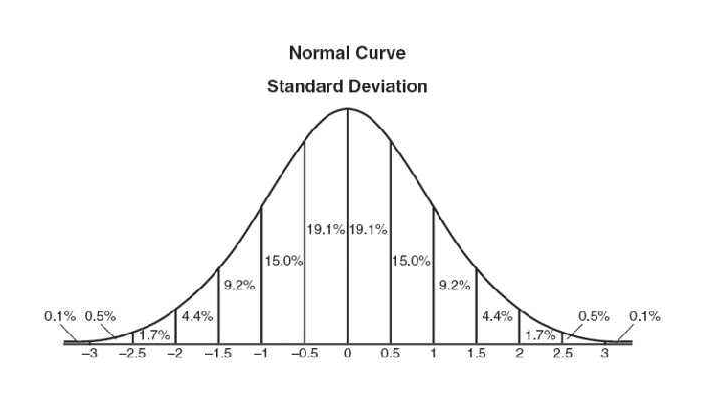 Normal Curve
Standard Deviation
19.1% 19.1%
15.0% 15.0%
9.2% 9.2%
0.1% 0.5% 4.4% 4.4% 0.5% 0.1%
1.7% 1.7%
−3 −2.5 −2 −1.5 −1 −0.5 0 0.5 1 1.5 2 2.5 3